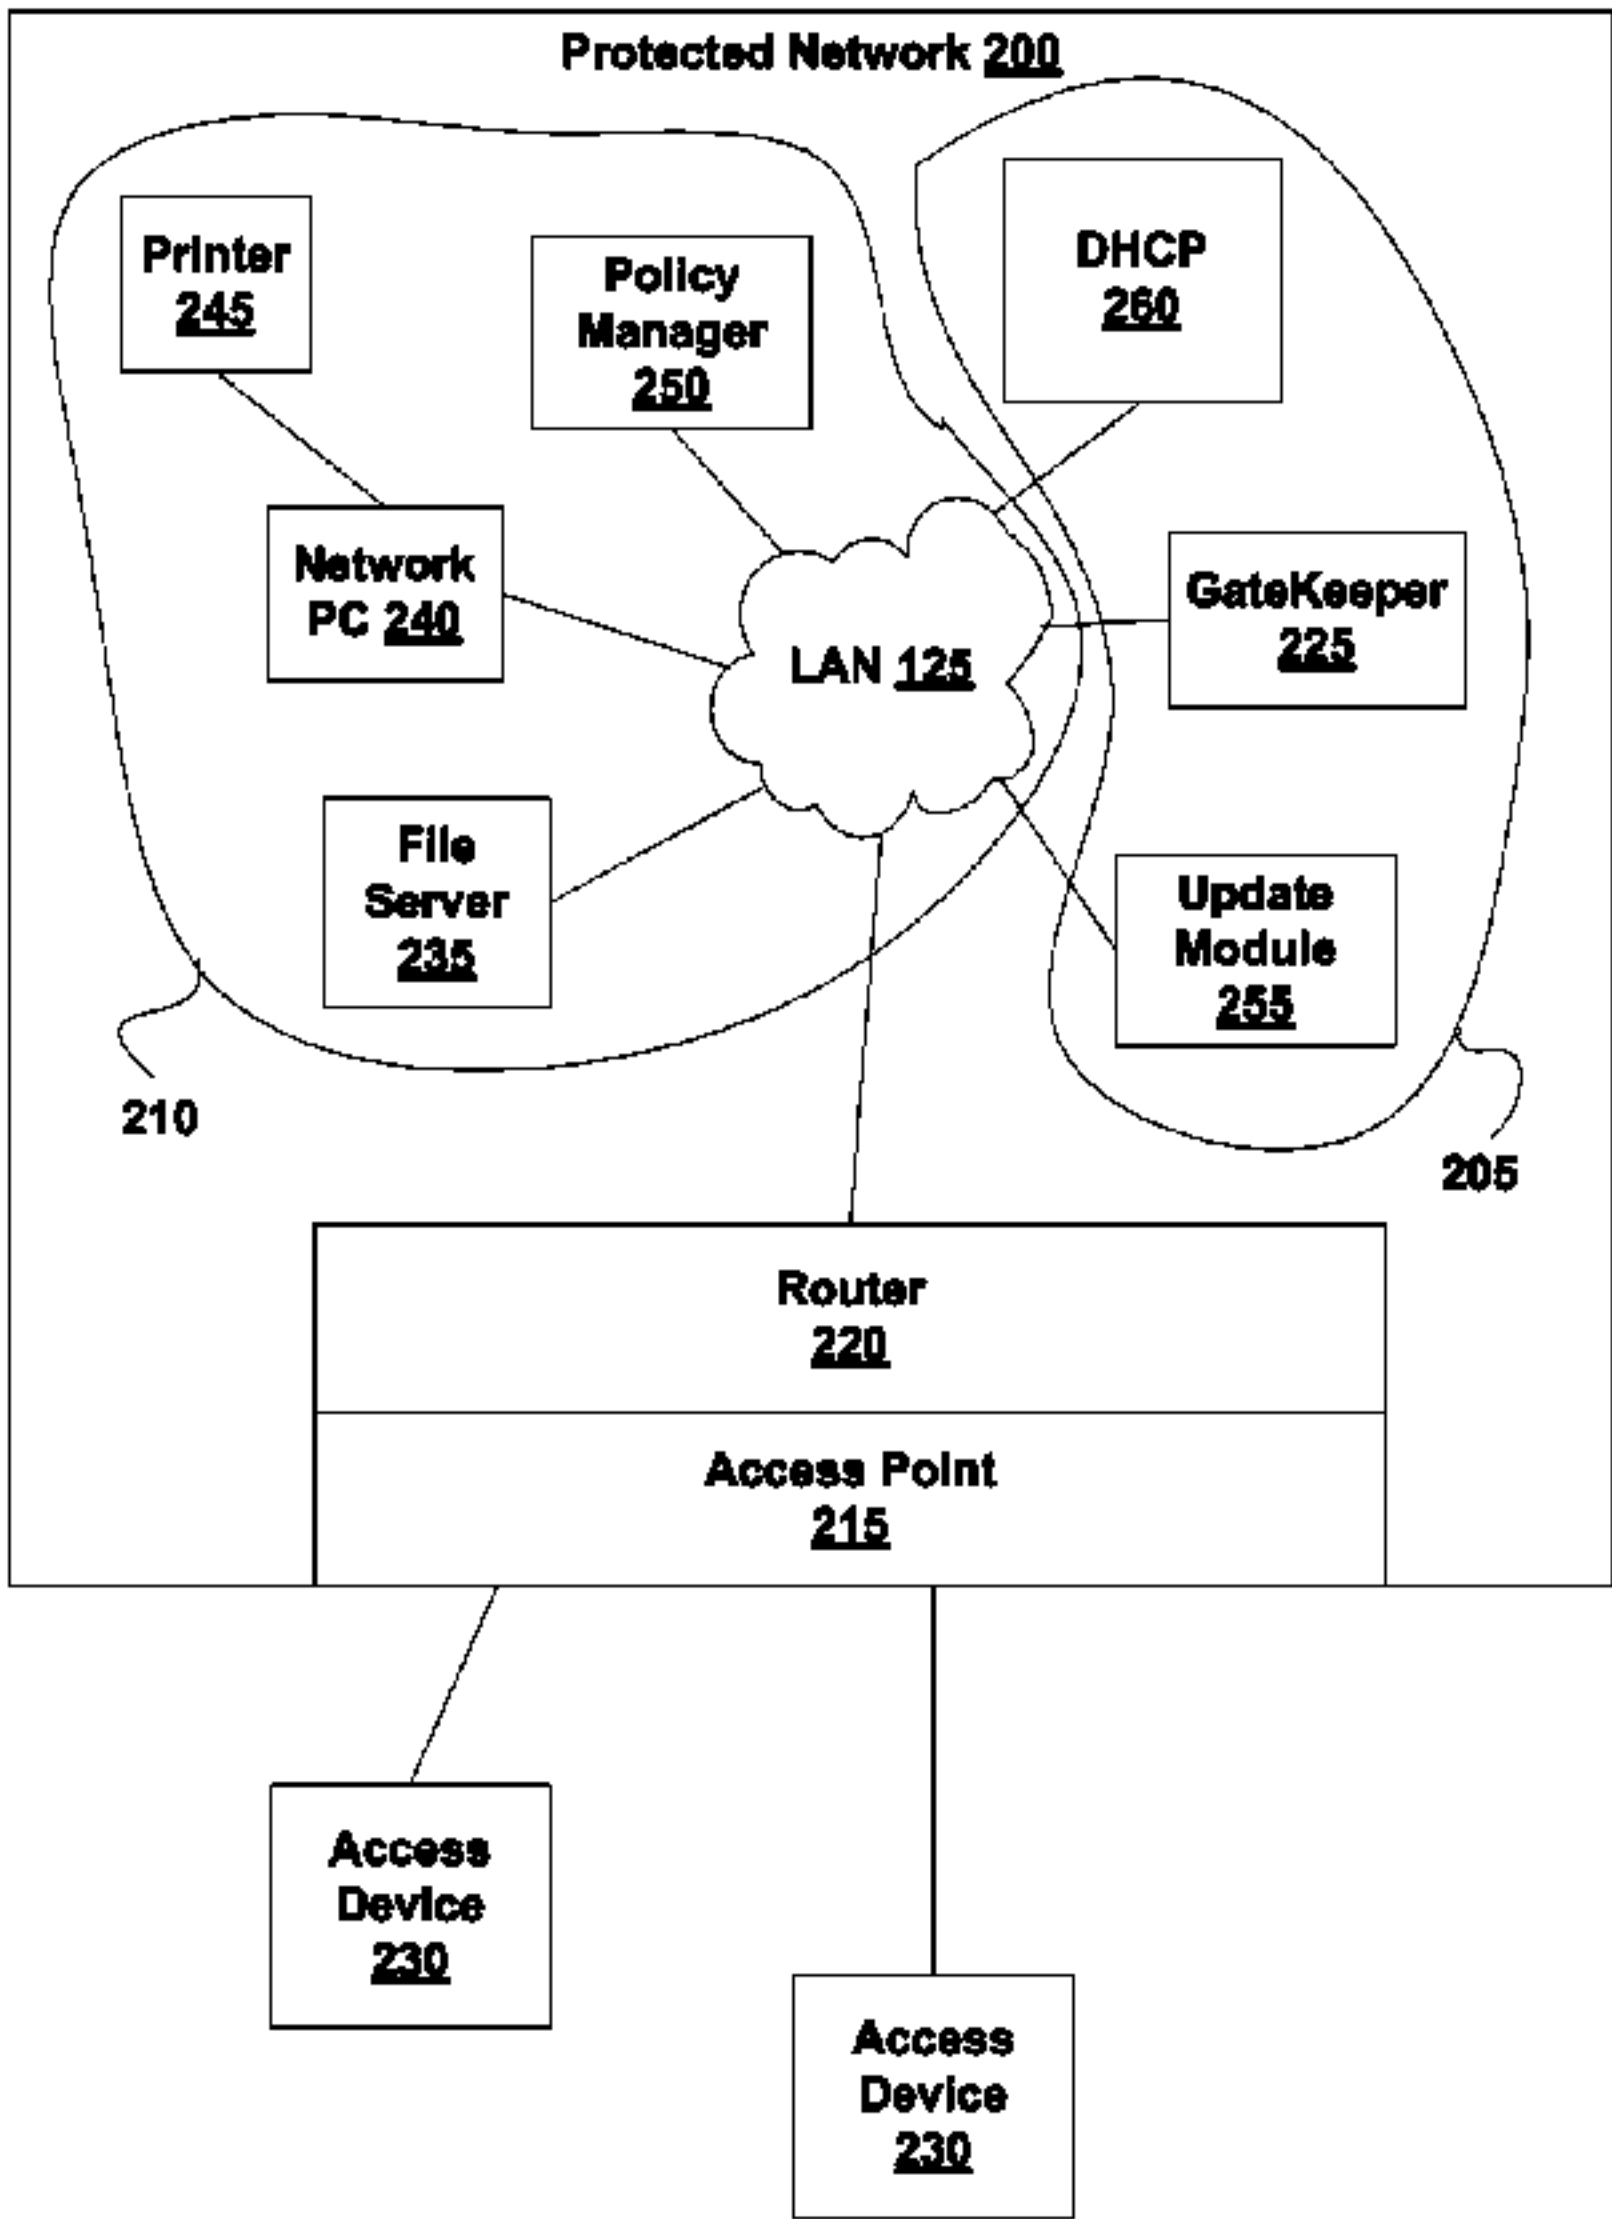 Protected Network 200
Printer
245
Policy
Manager
250
DHCP
260
Network
PC 240
GateKeeper
225
LAN 125
File
Server
235
Update
Module
255
210
205
Router
220
Access Point
215
Access
Device
230
Access
Device
230